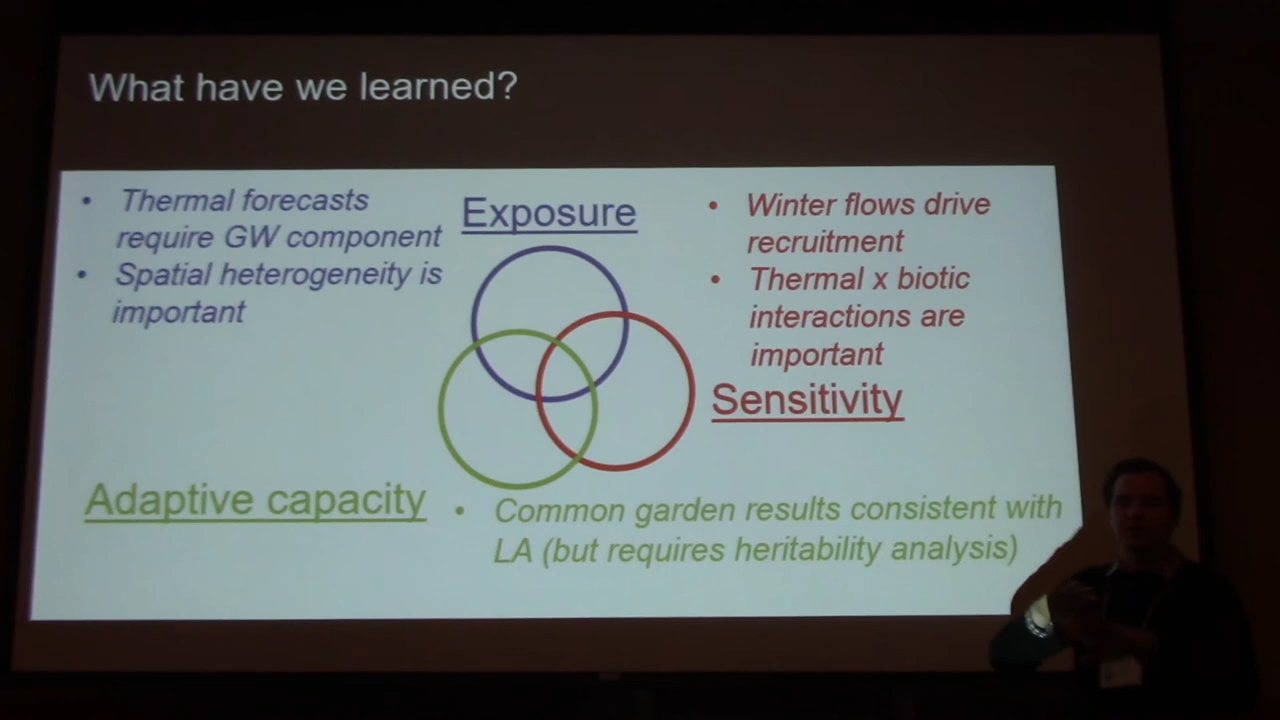 What have we learned?
• Thermal forecasts
require GW component
• Spatial heterogeneity is
important
Exposure
• Winter flows drive
recruitment
• Thermal x biotic
interactions are
important
Sensitivity
Adaptive capacity
• Common garden results consistent with
LA (but requires heritability analysis)